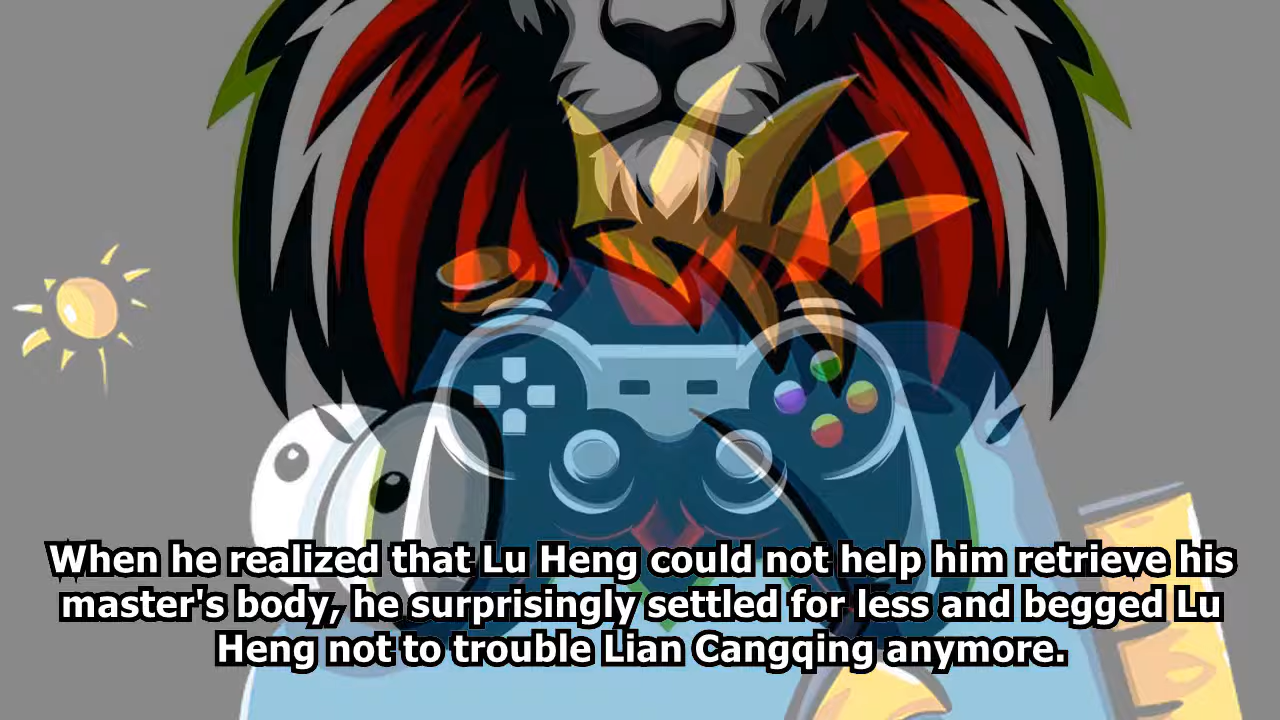 When he realized that Lu Heng could not help him retrieve his
master's body, he surprisingly settled for less and begged Lu
Heng not to trouble Lian Cangqing anymore.